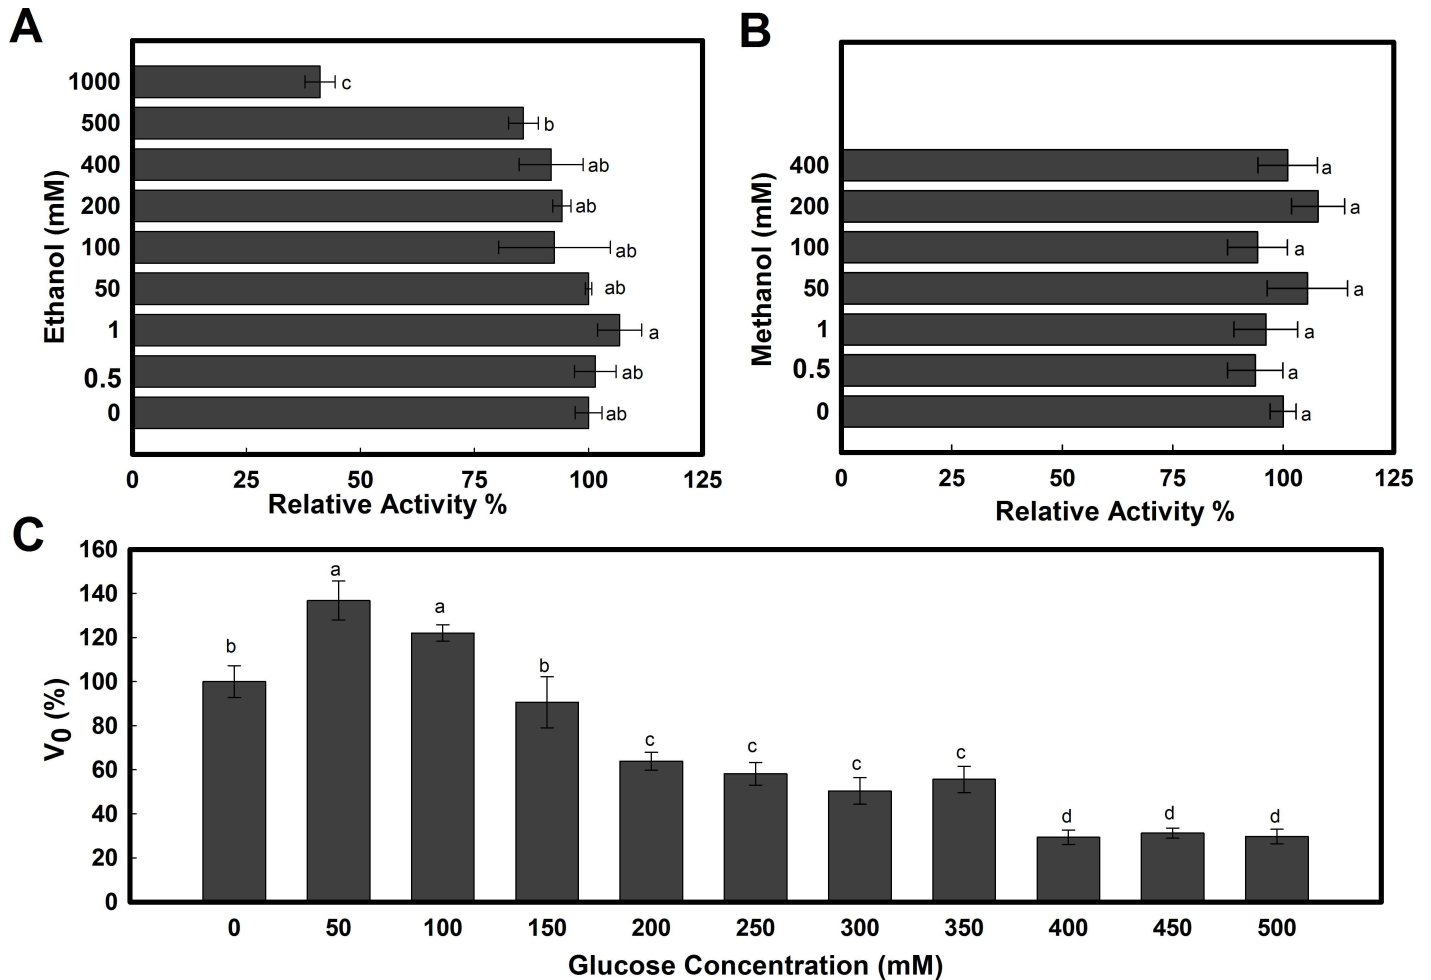 A
1000 c
500 b
400 ab
200 ab
100 ab
50 ab
1 a
0.5 ab
0 ab
Ethanol (mM)
0 25 50 75 100 125
Relative Activity %
B
400 a
200 a
100 a
50 a
1 a
0.5 a
0 a
Methanol (mM)
0 25 50 75 100 125
Relative Activity %
C
160
140
120
100
80
60
40
20
0
V0 (%)
b a a b c c c c d d d
0 50 100 150 200 250 300 350 400 450 500
Glucose Concentration (mM)